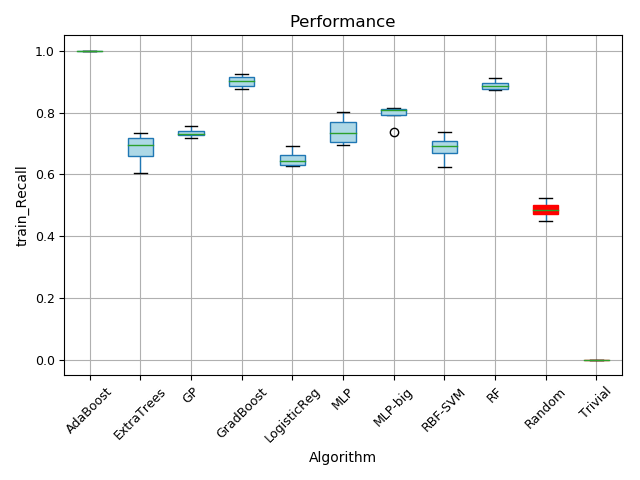 Performance
train_Recall
1.0
0.8
0.6
0.4
0.2
0.0
AdaBoost
ExtraTrees
GP
GradBoost
LogisticReg
MLP
MLP-big
RBF-SVM
RF
Random
Trivial
Algorithm